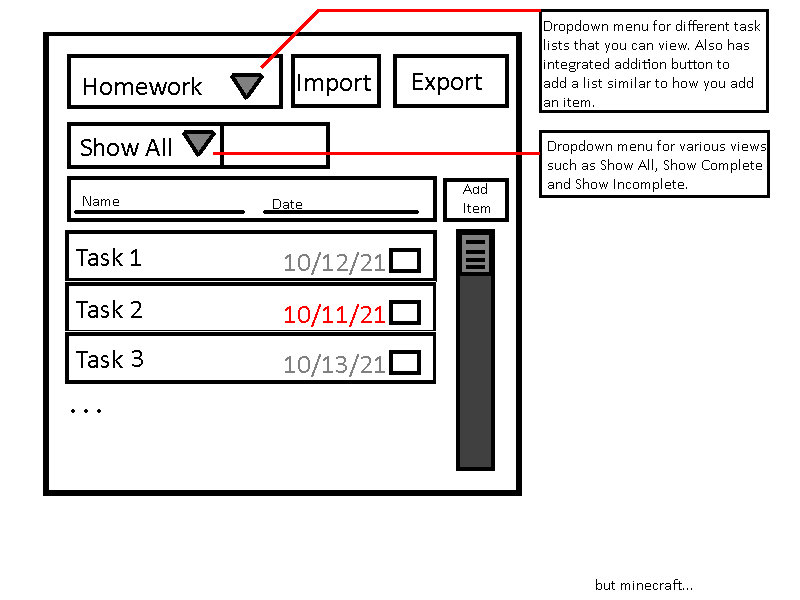 Homework
Import
Export
Dropdown menu for different task
lists that you can view. Also has
integrated addition button to
add a list similar to how you add
an item.
Show All
Dropdown menu for various views
such as Show All, Show Complete
and Show Incomplete.
Name
Date
Add
Item
Task 1
10/12/21
Task 2
10/11/21
Task 3
10/13/21
...
but minecraft...